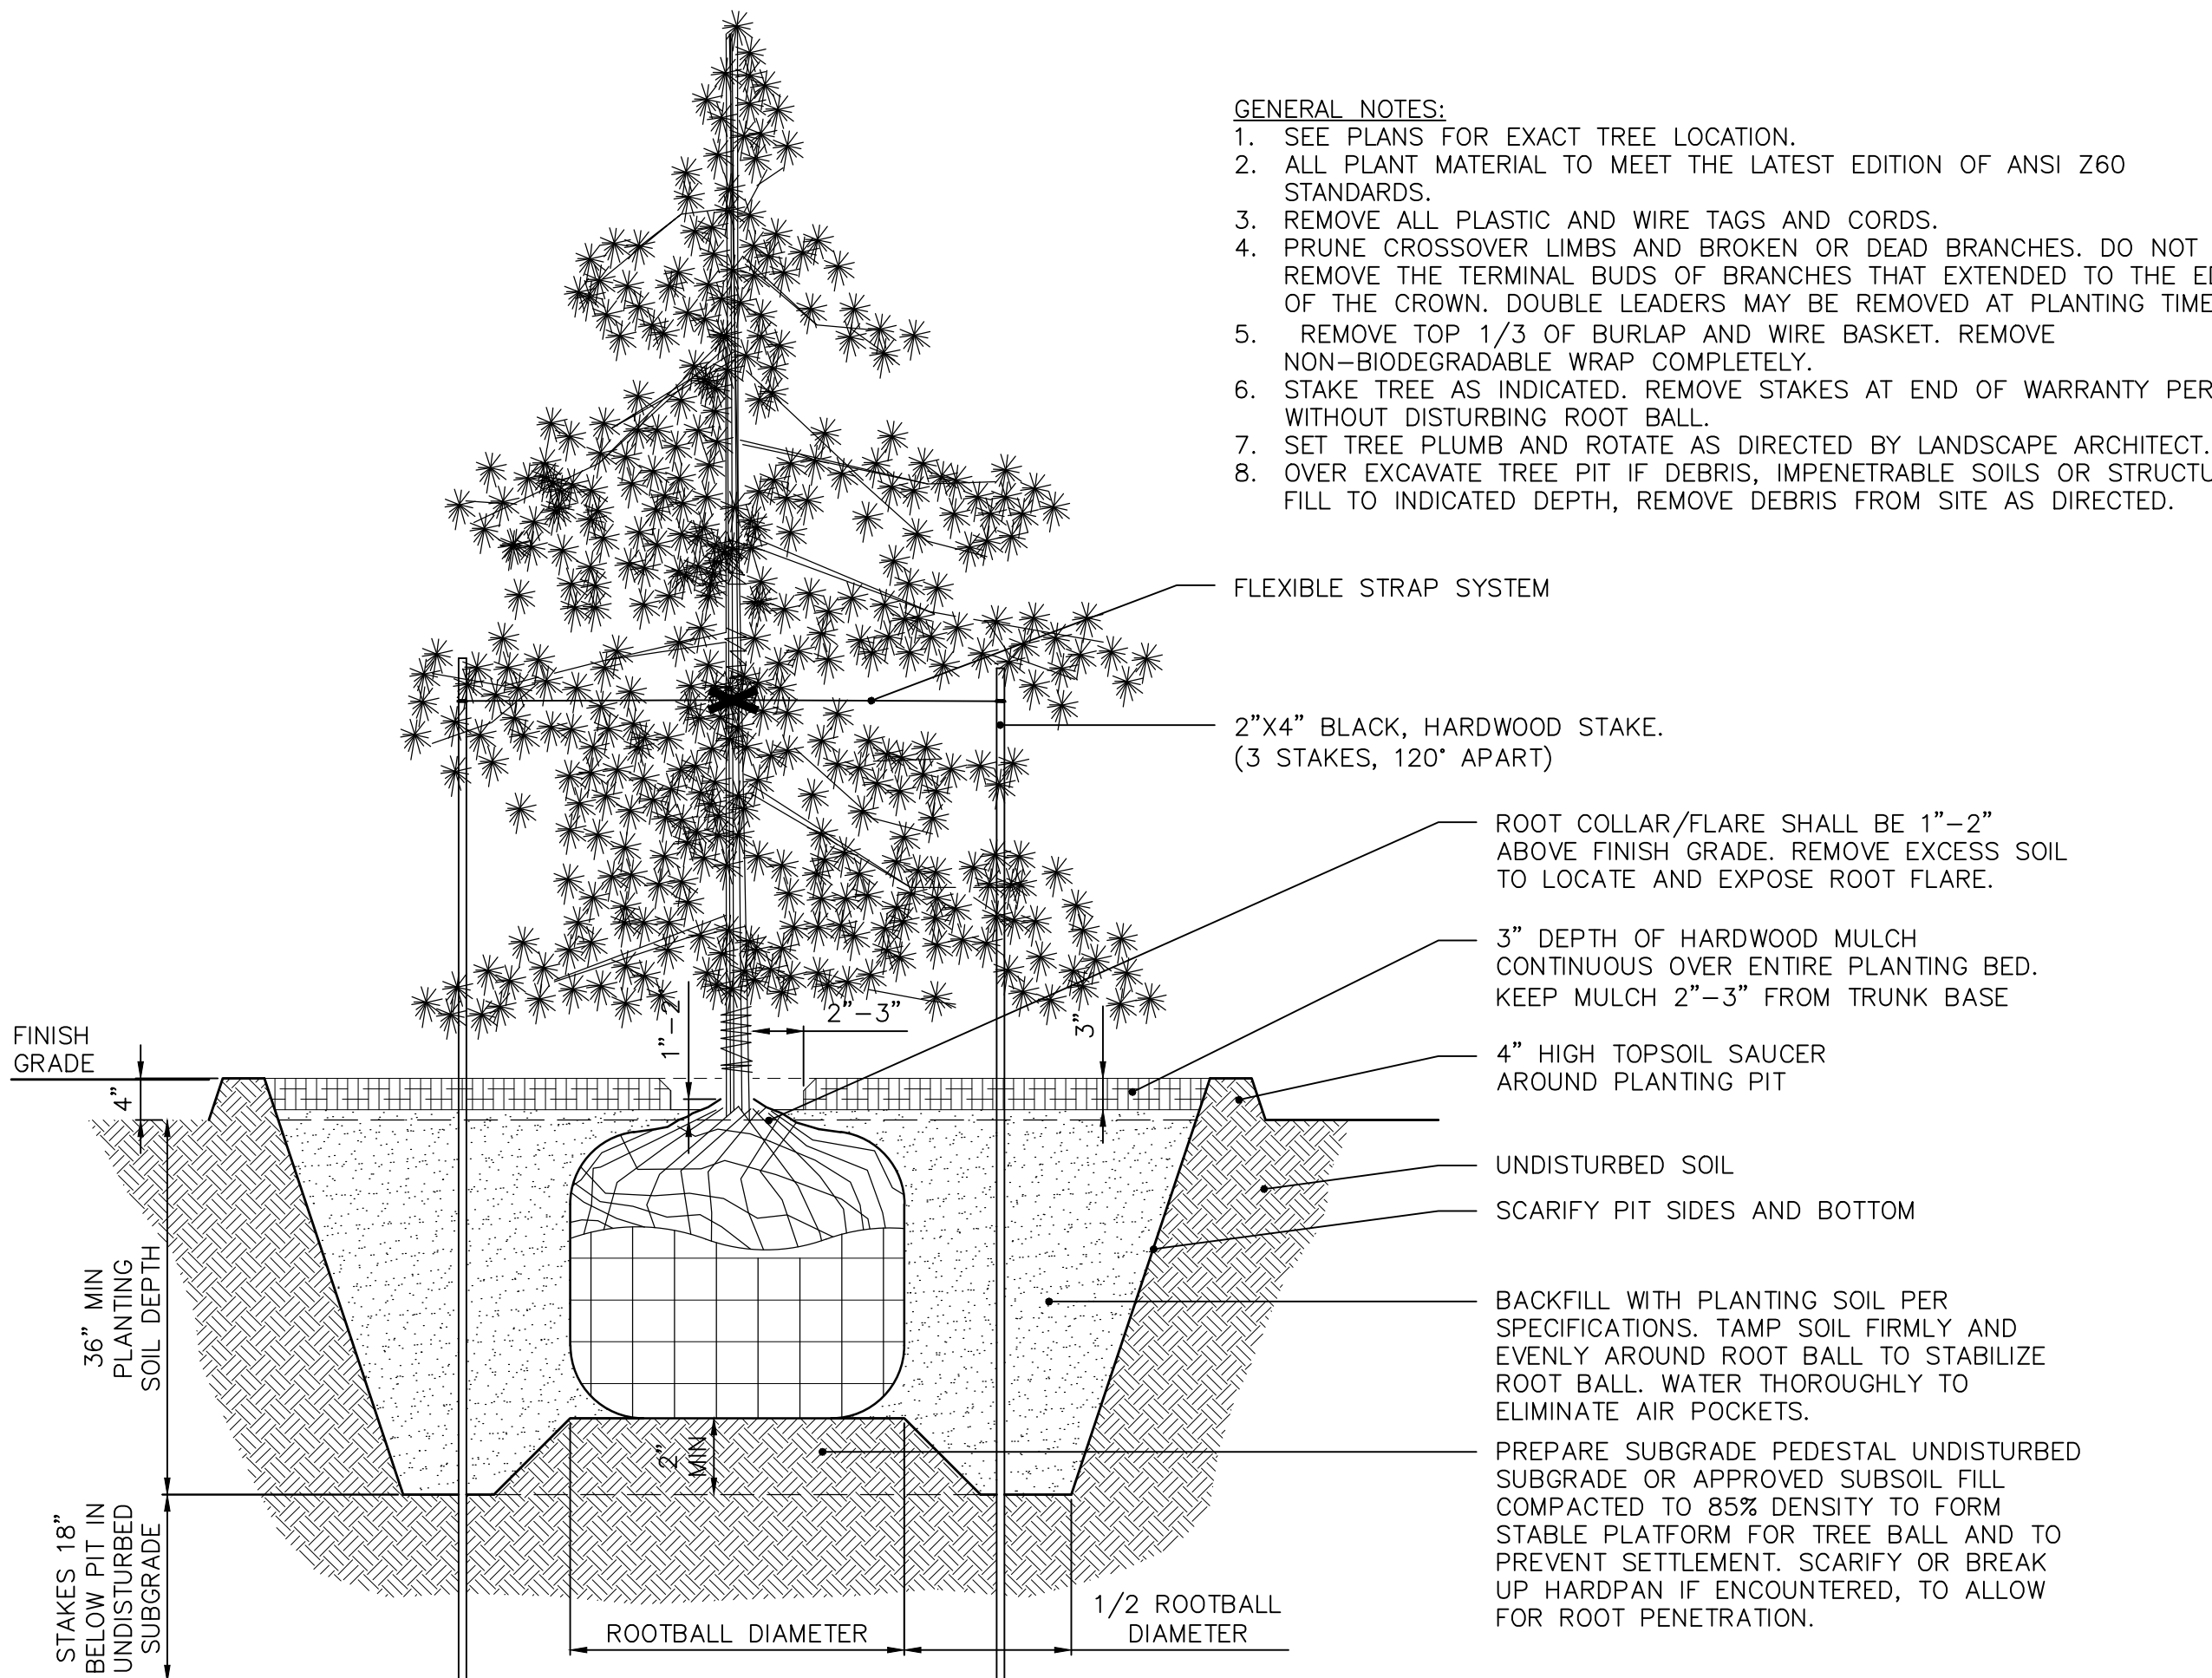 GENERAL NOTES:
1. SEE PLANS FOR EXACT TREE LOCATION.
2. ALL PLANT MATERIAL TO MEET THE LATEST EDITION OF ANSI Z60
STANDARDS.
3. REMOVE ALL PLASTIC AND WIRE TAGS AND CORDS.
4. PRUNE CROSSOVER LIMBS AND BROKEN OR DEAD BRANCHES. DO NOT
REMOVE THE TERMINAL BUDS OF BRANCHES THAT EXTENDED TO THE
OF THE CROWN. DOUBLE LEADERS MAY BE REMOVED AT PLANTING TIME
5. REMOVE TOP 1/3 OF BURLAP AND WIRE BASKET. REMOVE
NON-BIODEGRADABLE WRAP COMPLETELY.
6. STAKE TREE AS INDICATED. REMOVE STAKES AT END OF WARRANTY
WITHOUT DISTURBING ROOT BALL.
7. SET TREE PLUMB AND ROTATE AS DIRECTED BY LANDSCAPE ARCHITECT.
8. OVER EXCAVATE TREE PIT IF DEBRIS, IMPENETRABLE SOILS OR
FILL TO INDICATED DEPTH, REMOVE DEBRIS FROM SITE AS DIRECTED.
FLEXIBLE STRAP SYSTEM
2"X4" BLACK, HARDWOOD STAKE.
(3 STAKES, 120° APART)
ROOT COLLAR/FLARE SHALL BE 1"-2"
ABOVE FINISH GRADE. REMOVE EXCESS SOIL
TO LOCATE AND EXPOSE ROOT FLARE.
3" DEPTH OF HARDWOOD MULCH
CONTINUOUS OVER ENTIRE PLANTING BED.
KEEP MULCH 2"-3" FROM TRUNK BASE
4" HIGH TOPSOIL SAUCER
AROUND PLANTING PIT
UNDISTURBED SOIL
SCARIFY PIT SIDES AND BOTTOM
BACKFILL WITH PLANTING SOIL PER
SPECIFICATIONS. TAMP SOIL FIRMLY AND
EVENLY AROUND ROOT BALL TO STABILIZE
ROOT BALL. WATER THOROUGHLY TO
ELIMINATE AIR POCKETS.
PREPARE SUBGRADE PEDESTAL UNDISTURBED
SUBGRADE OR APPROVED SUBSOIL FILL
COMPACTED TO 85% DENSITY TO FORM
STABLE PLATFORM FOR TREE BALL AND TO
PREVENT SETTLEMENT. SCARIFY OR BREAK
UP HARDPAN IF ENCOUNTERED, TO ALLOW
FOR ROOT PENETRATION.
FINISH
GRADE
4"
1"-2"
2"-3"
3"
36" MIN
PLANTING
SOIL DEPTH
2"
MIN
STAKES 18"
BELOW PIT IN
UNDISTURBED
SUBGRADE
ROOTBALL DIAMETER
1/2 ROOTBALL
DIAMETER